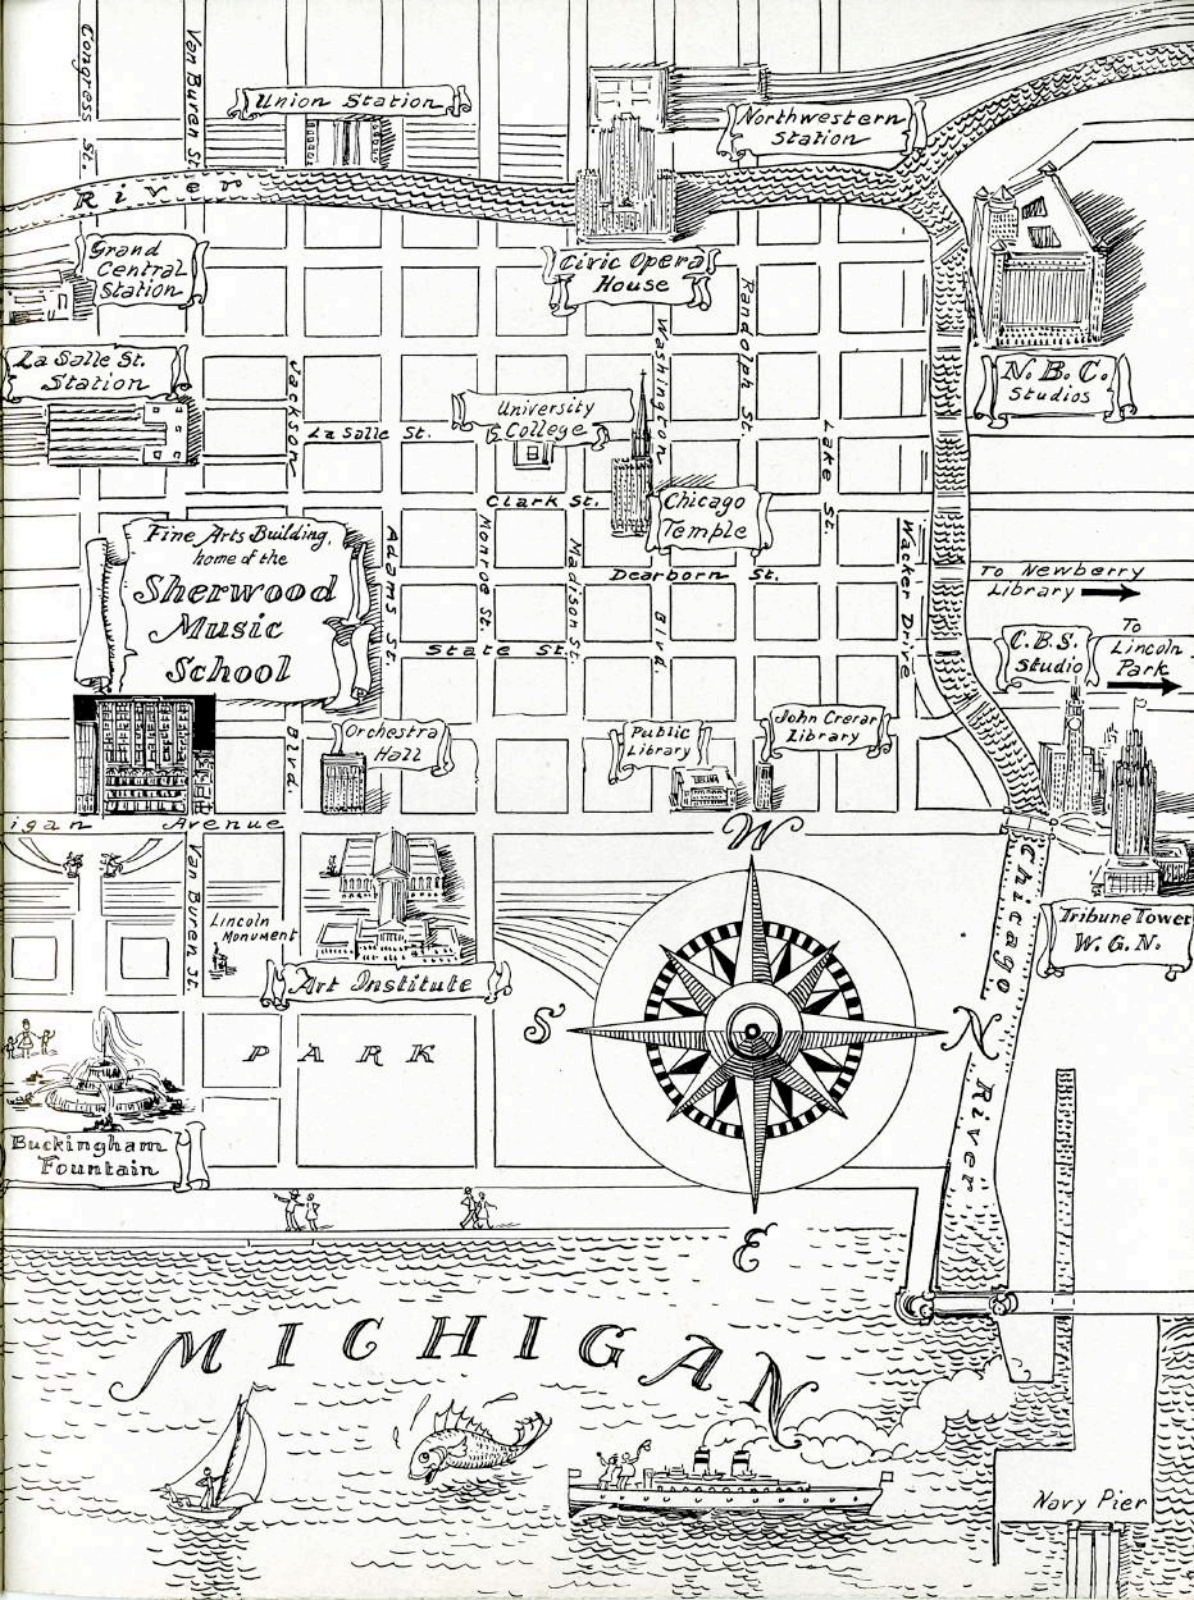 Congress St.
Van Buren St.
Union Station
Northwestern
Station
River
Grand
Central
Station
Civic Opera
House
Randolph St.
Washington
N. B. C.
Studios
La Salle St.
Station
Jackson
La Salle St.
University
College
Lake St.
Clark St.
Chicago
Temple
Fine Arts Building,
home of the
Sherwood
Music
School
Adams St.
Monroe St.
Madison St.
Dearborn St.
Blvd.
Wacker Drive
To Newberry
Library
State St.
C.B.S.
Studio
To
Lincoln
Park
Blvd.
Orchestra
Hall
Public
Library
John Crerar
Library
igan Avenue
W
Van Buren St.
Lincoln
Monument
Art Institute
Chicago
Tribune Tower
W. G. N.
S
N
PARK
River
Buckingham
Fountain
E
MICHIGAN
Navy Pier